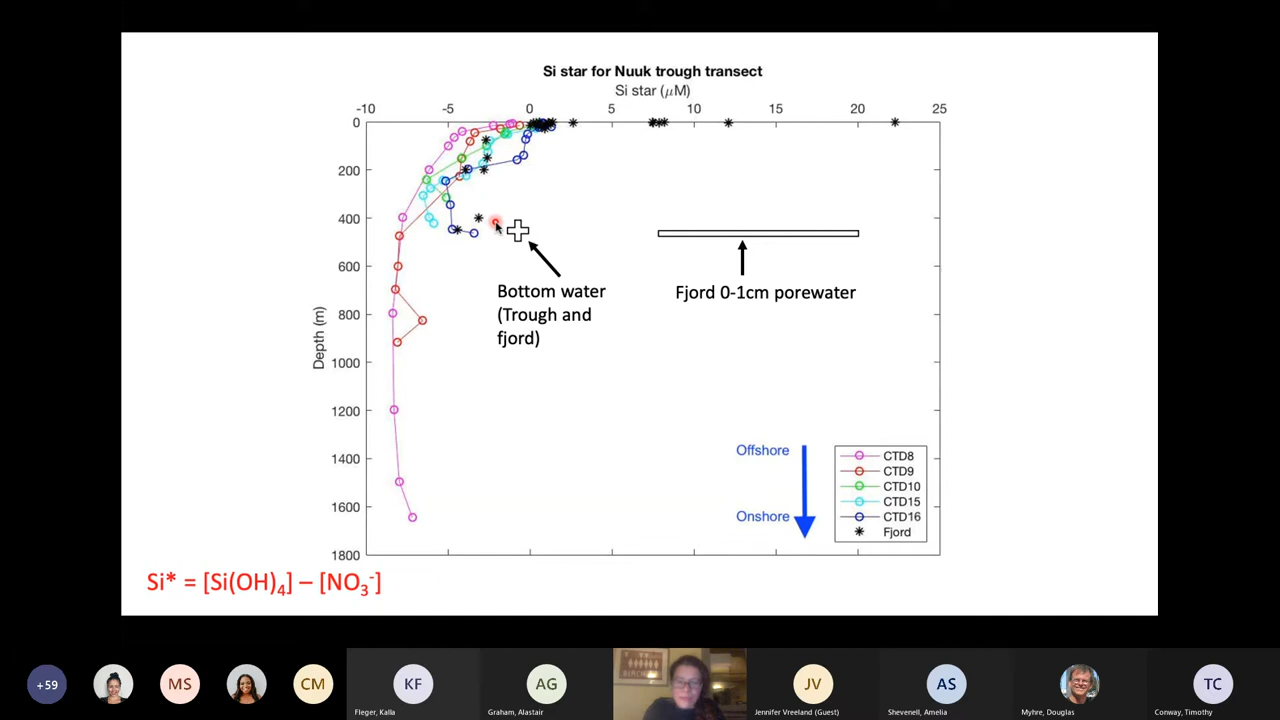 Si star for Nuuk trough transect
Si star (μM)
-10 -5 0 5 10 15 20 25
0
200
400
600
800
1000
1200
1400
1600
1800
Depth (m)
Bottom water
(Trough and
fjord)
Fjord 0-1cm porewater
Offshore
Onshore
CTD8
CTD9
CTD10
CTD15
CTD16
Fjord
Si* = [Si(OH)₄] – [NO₃⁻]
+59
MS
CM
KF
AG
JV
AS
TC
Fleger, Kalla
Graham, Alastair
Jennifer Vreeland (Guest)
Shevenell, Amelia
Myhre, Douglas
Conway, Timothy